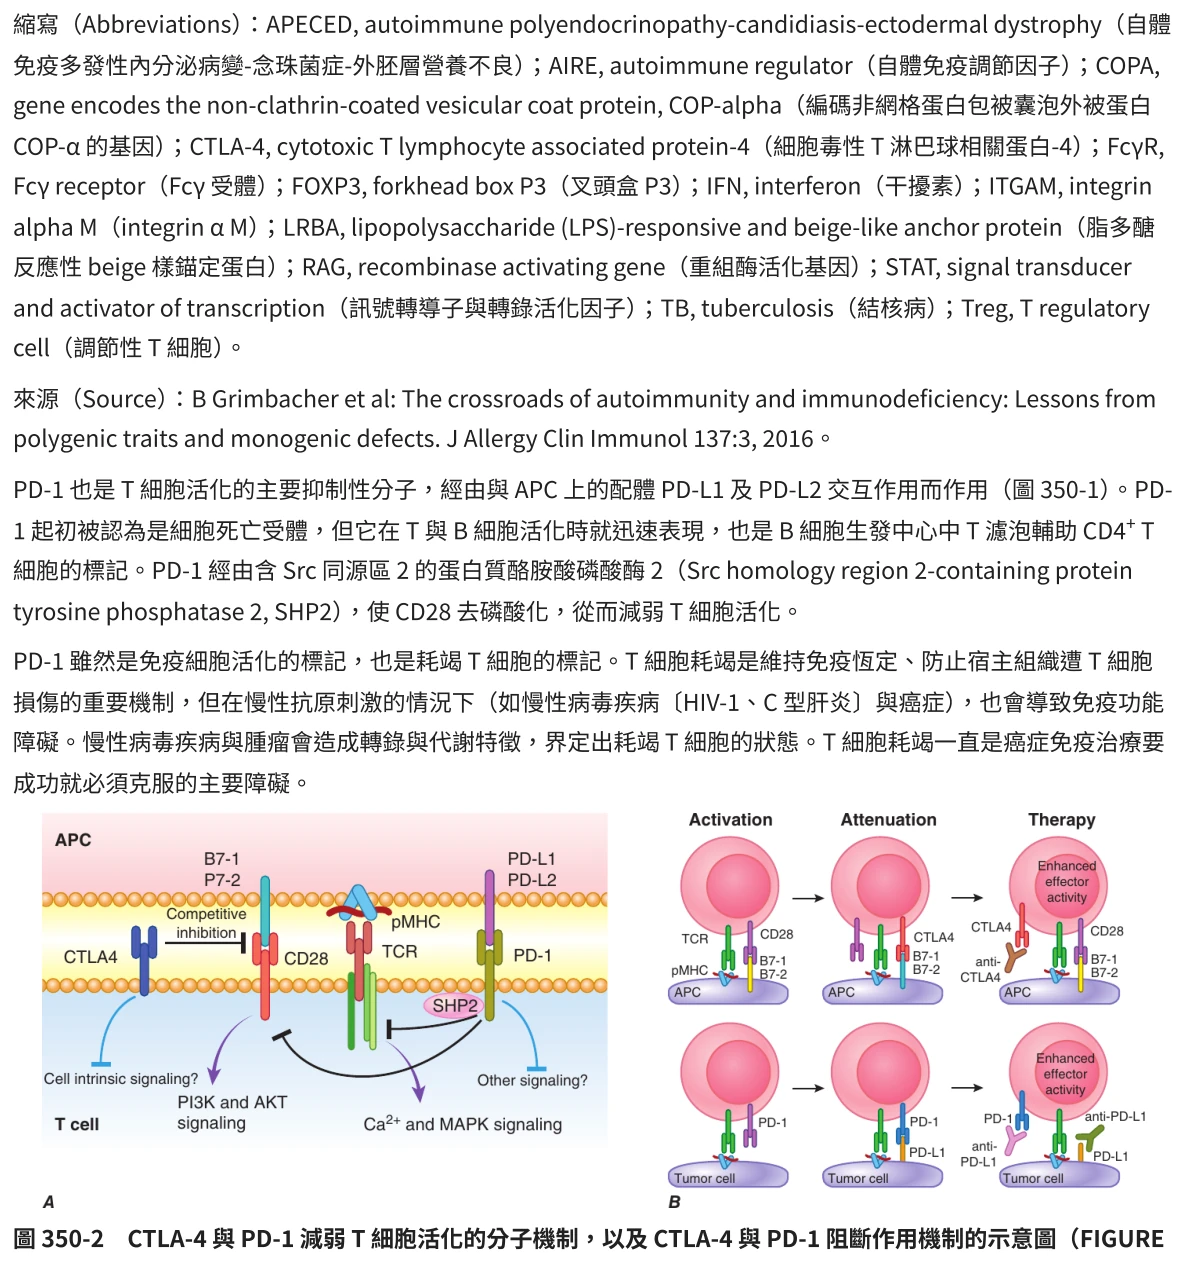 縮寫（Abbreviations）：APECED, autoimmune polyendocrinopathy-candidiasis-ectodermal dystrophy（自體
免疫多發性內分泌病變-念珠菌症-外胚層營養不良）；AIRE, autoimmune regulator（自體免疫調節因子）；COPA,
gene encodes the non-clathrin-coated vesicular coat protein, COP-alpha（編碼非網格蛋白包被囊泡外被蛋白
COP-α 的基因）；CTLA-4, cytotoxic T lymphocyte associated protein-4（細胞毒性 T 淋巴球相關蛋白-4）；FcγR,
Fcγ receptor（Fcγ 受體）；FOXP3, forkhead box P3（叉頭盒 P3）；IFN, interferon（干擾素）；ITGAM, integrin
alpha M（integrin α M）；LRBA, lipopolysaccharide (LPS)-responsive and beige-like anchor protein（脂多醣
反應性 beige 樣錨定蛋白）；RAG, recombinase activating gene（重組酶活化基因）；STAT, signal transducer
and activator of transcription（訊號轉導子與轉錄活化因子）；TB, tuberculosis（結核病）；Treg, T regulatory
cell（調節性 T 細胞）。
來源（Source）：B Grimbacher et al: The crossroads of autoimmunity and immunodeficiency: Lessons from
polygenic traits and monogenic defects. J Allergy Clin Immunol 137:3, 2016。
PD-1 也是 T 細胞活化的主要抑制性分子，經由與 APC 上的配體 PD-L1 及 PD-L2 交互作用而作用（圖 350-1）。PD-
1 起初被認為是細胞死亡受體，但它在 T 與 B 細胞活化時就迅速表現，也是 B 細胞生發中心中 T 濾泡輔助 CD4⁺ T
細胞的標記。PD-1 經由含 Src 同源區 2 的蛋白質酪胺酸磷酸酶 2（Src homology region 2-containing protein
tyrosine phosphatase 2, SHP2），使 CD28 去磷酸化，從而減弱 T 細胞活化。
PD-1 雖然是免疫細胞活化的標記，也是耗竭 T 細胞的標記。T 細胞耗竭是維持免疫恆定、防止宿主組織遭 T 細胞
損傷的重要機制，但在慢性抗原刺激的情況下（如慢性病毒疾病〔HIV-1、C 型肝炎〕與癌症），也會導致免疫功能
障礙。慢性病毒疾病與腫瘤會造成轉錄與代謝特徵，界定出耗竭 T 細胞的狀態。T 細胞耗竭一直是癌症免疫治療要
成功就必須克服的主要障礙。
APC
B7-1
P7-2
PD-L1
PD-L2
Competitive
inhibition
pMHC
CTLA4
CD28
TCR
PD-1
SHP2
Cell intrinsic signaling?
Other signaling?
PI3K and AKT
signaling
T cell
Ca²⁺ and MAPK signaling
A
Activation
Attenuation
Therapy
TCR
CD28
B7-1
B7-2
pMHC
APC
CTLA4
B7-1
B7-2
APC
Enhanced
effector
activity
CTLA4
CD28
anti-
CTLA4
B7-1
B7-2
APC
PD-1
Tumor cell
PD-1
PD-L1
Tumor cell
Enhanced
effector
activity
PD-1
anti-PD-L1
anti-
PD-L1
PD-L1
Tumor cell
B
圖 350-2 CTLA-4 與 PD-1 減弱 T 細胞活化的分子機制，以及 CTLA-4 與 PD-1 阻斷作用機制的示意圖（FIGURE